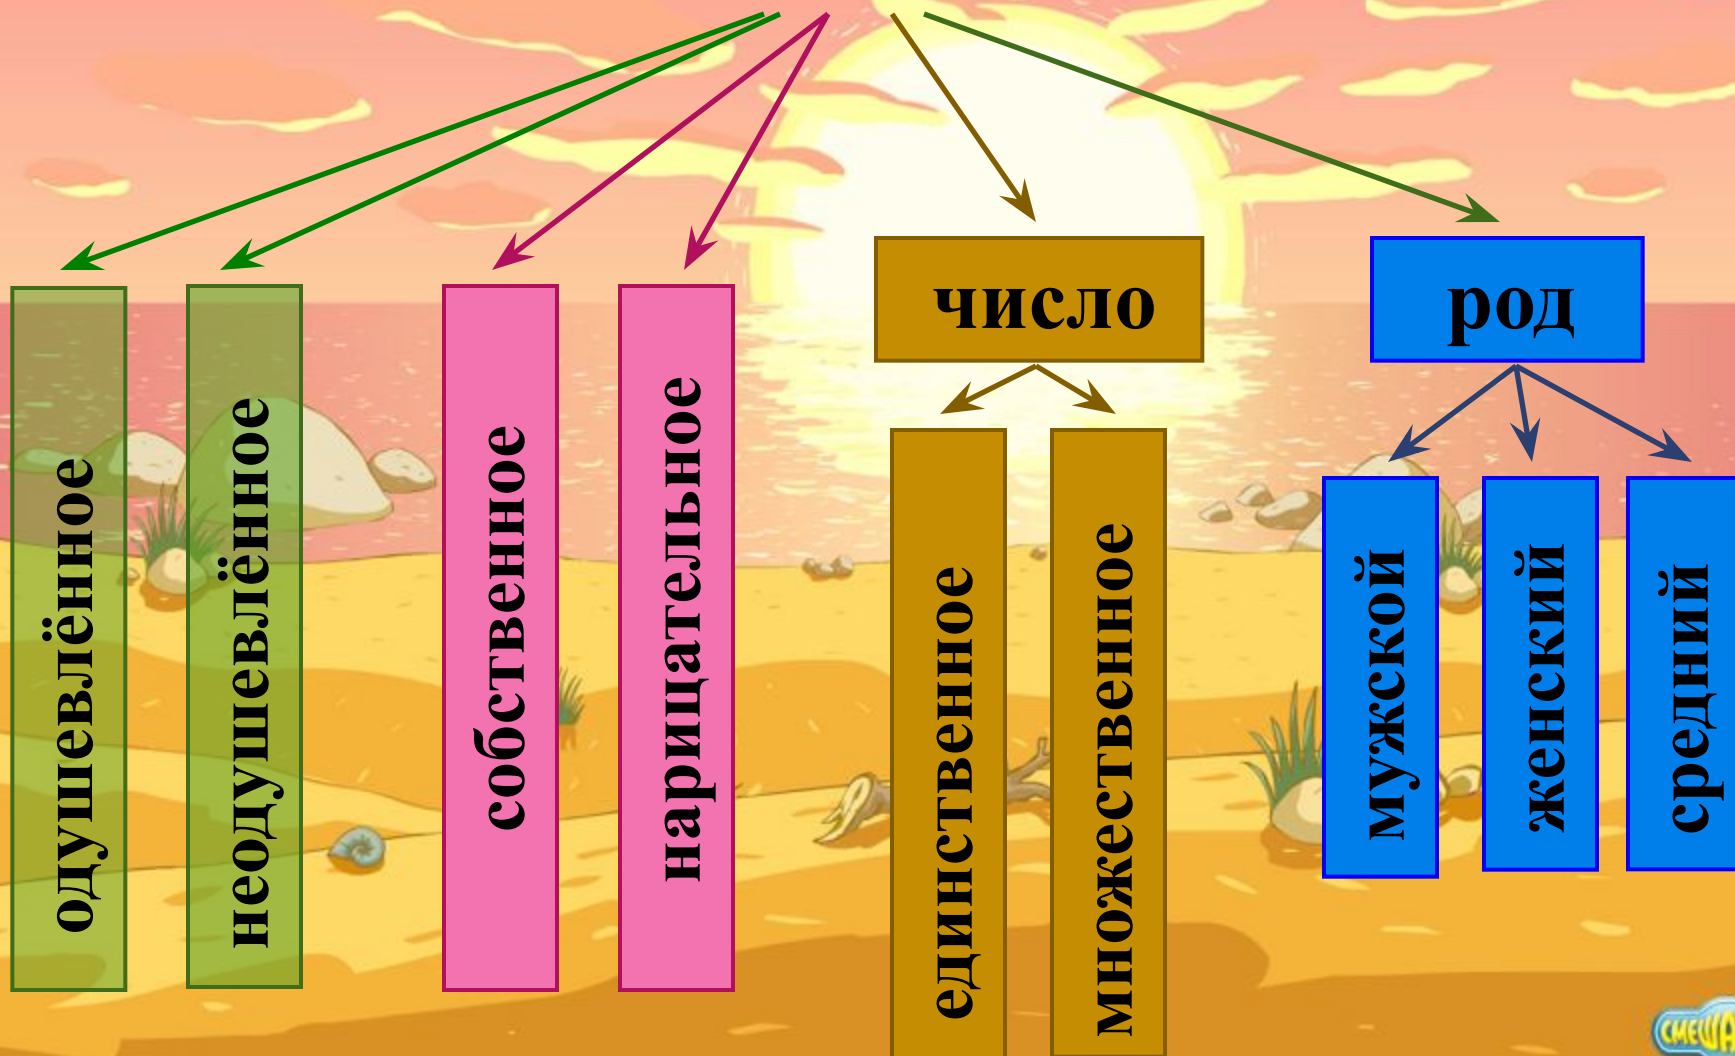 число
род
одушевлённое
неодушевлённое
собственное
нарицательное
единственное
множественное
мужской
женский
средний